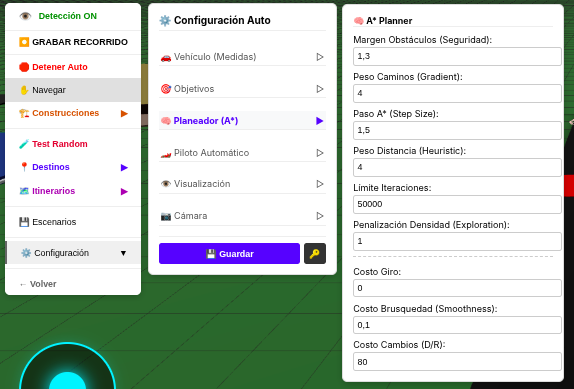 👁️ Detección ON
⏺️ GRABAR RECORRIDO
🛑 Detener Auto
✋ Navegar
🏗️ Construcciones ▶
🧪 Test Random
📍 Destinos ▶
🗺️ Itinerarios ▶
💾 Escenarios
⚙️ Configuración ▼
← Volver
⚙️ Configuración Auto
🚗 Vehículo (Medidas) ▷
🎯 Objetivos ▷
🧠 Planeador (A*) ▶
🏎️ Piloto Automático ▷
👁️ Visualización ▷
📷 Cámara ▷
💾 Guardar 🔑
🧠 A* Planner
Margen Obstáculos (Seguridad):
1,3
Peso Caminos (Gradient):
4
Paso A* (Step Size):
1,5
Peso Distancia (Heuristic):
4
Límite Iteraciones:
50000
Penalización Densidad (Exploration):
1
Costo Giro:
0
Costo Brusquedad (Smoothness):
0,1
Costo Cambios (D/R):
80